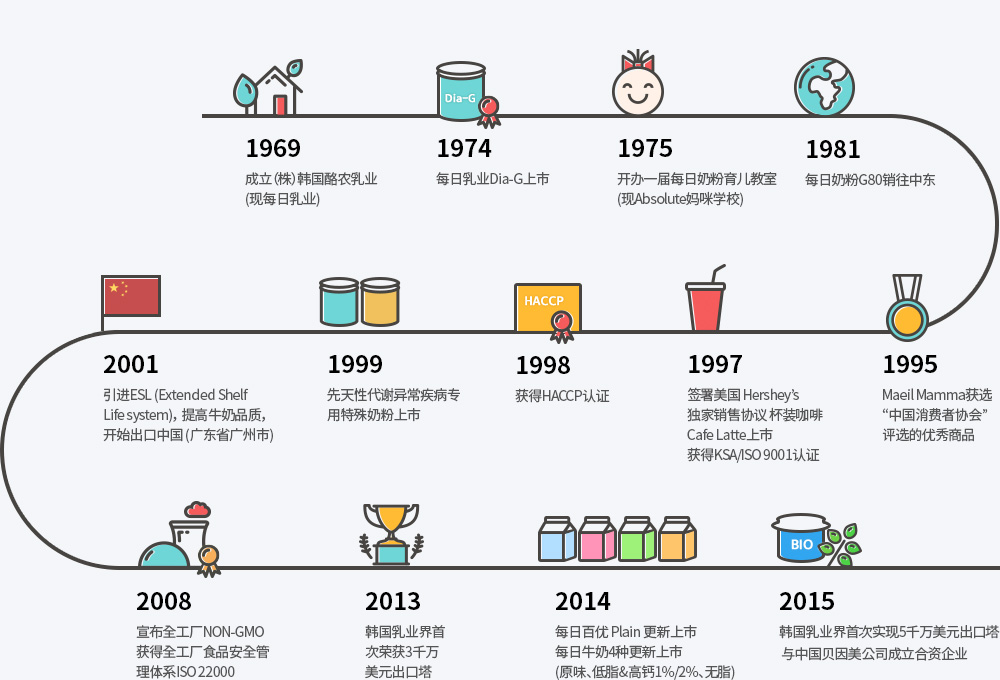 Dia-G
1969
成立(株)韩国酪农乳业
(现每日乳业)
1974
每日乳业Dia-G上市
1975
开办一届每日奶粉育儿教室
(现Absolute妈咪学校)
1981
每日奶粉G80销往中东
HACCP
2001
引进ESL (Extended Shelf
Life system), 提高牛奶品质,
开始出口中国 (广东省广州市)
1999
先天性代谢异常疾病专
用特殊奶粉上市
1998
获得HACCP认证
1997
签署美国 Hershey's
独家销售协议 杯装咖啡
Cafe Latte上市
获得KSA/ISO 9001认证
1995
Maeil Mamma获选
“中国消费者协会”
评选的优秀商品
BIO
2008
宣布全工厂NON-GMO
获得全工厂食品安全管
理体系ISO 22000
2013
韩国乳业界首
次荣获3千万
美元出口塔
2014
每日百优 Plain 更新上市
每日牛奶4种更新上市
(原味、低脂&高钙1%/2%、无脂)
2015
韩国乳业界首次实现5千万美元出口塔
与中国贝因美公司成立合资企业